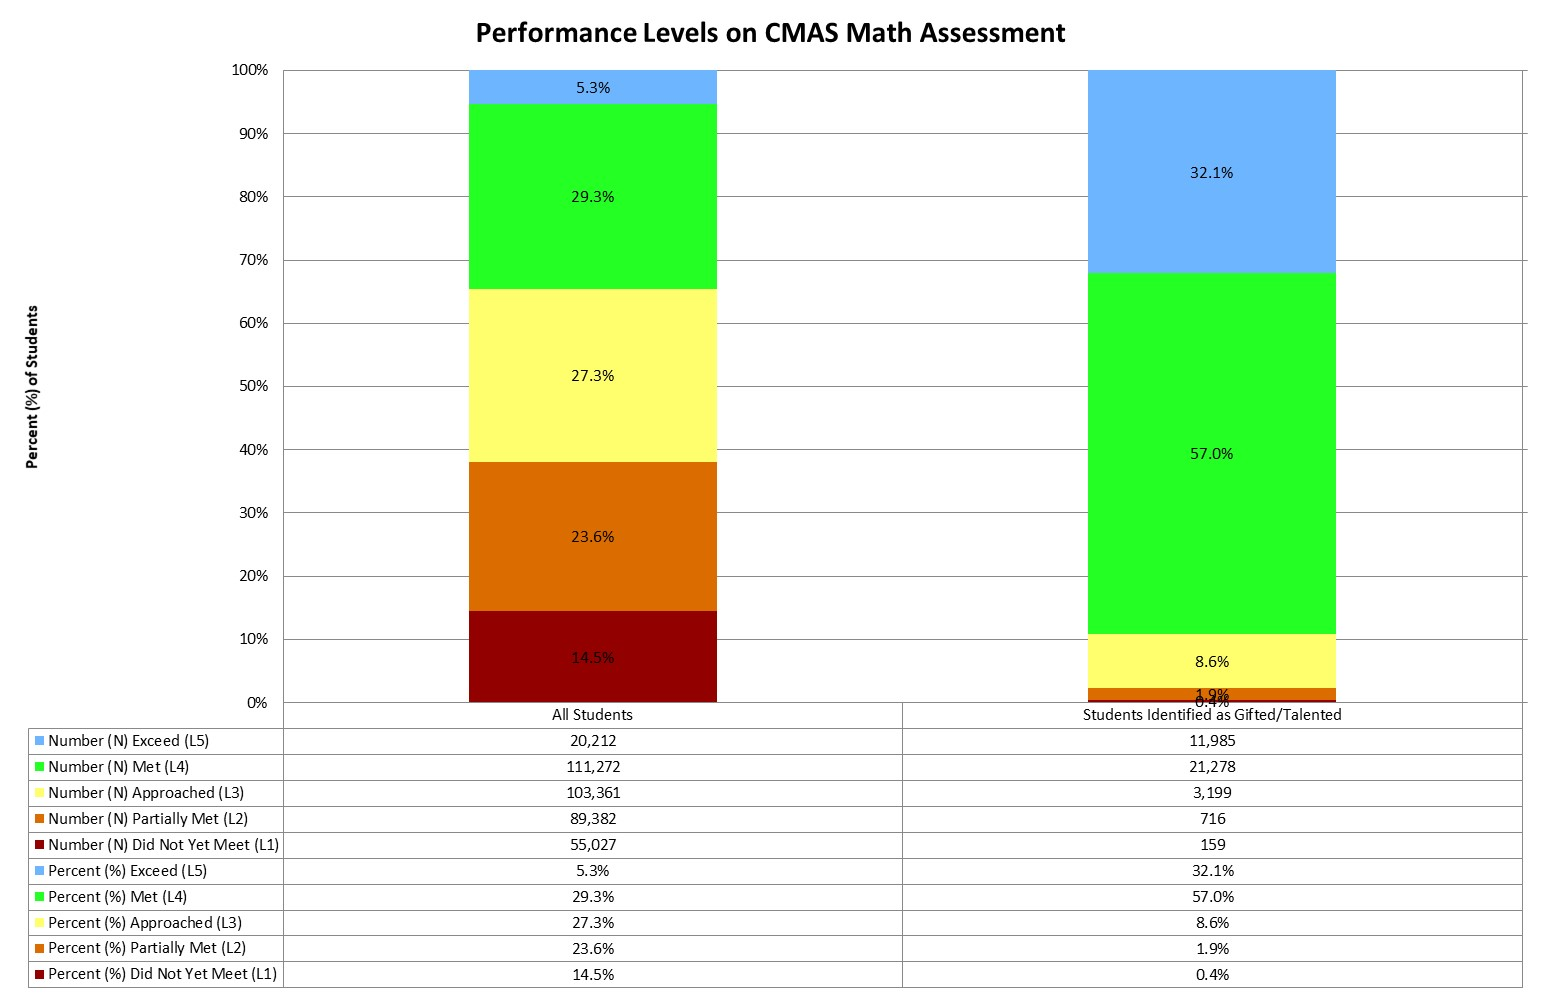 Performance Levels on CMAS Math Assessment
Percent (%) of Students
100%
90%
80%
70%
60%
50%
40%
30%
20%
10%
0%
5.3%
29.3%
27.3%
23.6%
14.5%
32.1%
57.0%
8.6%
1.9%
0.4%
All Students Students Identified as Gifted/Talented
Number (N) Exceed (L5) 20,212 11,985
Number (N) Met (L4) 111,272 21,278
Number (N) Approached (L3) 103,361 3,199
Number (N) Partially Met (L2) 89,382 716
Number (N) Did Not Yet Meet (L1) 55,027 159
Percent (%) Exceed (L5) 5.3% 32.1%
Percent (%) Met (L4) 29.3% 57.0%
Percent (%) Approached (L3) 27.3% 8.6%
Percent (%) Partially Met (L2) 23.6% 1.9%
Percent (%) Did Not Yet Meet (L1) 14.5% 0.4%